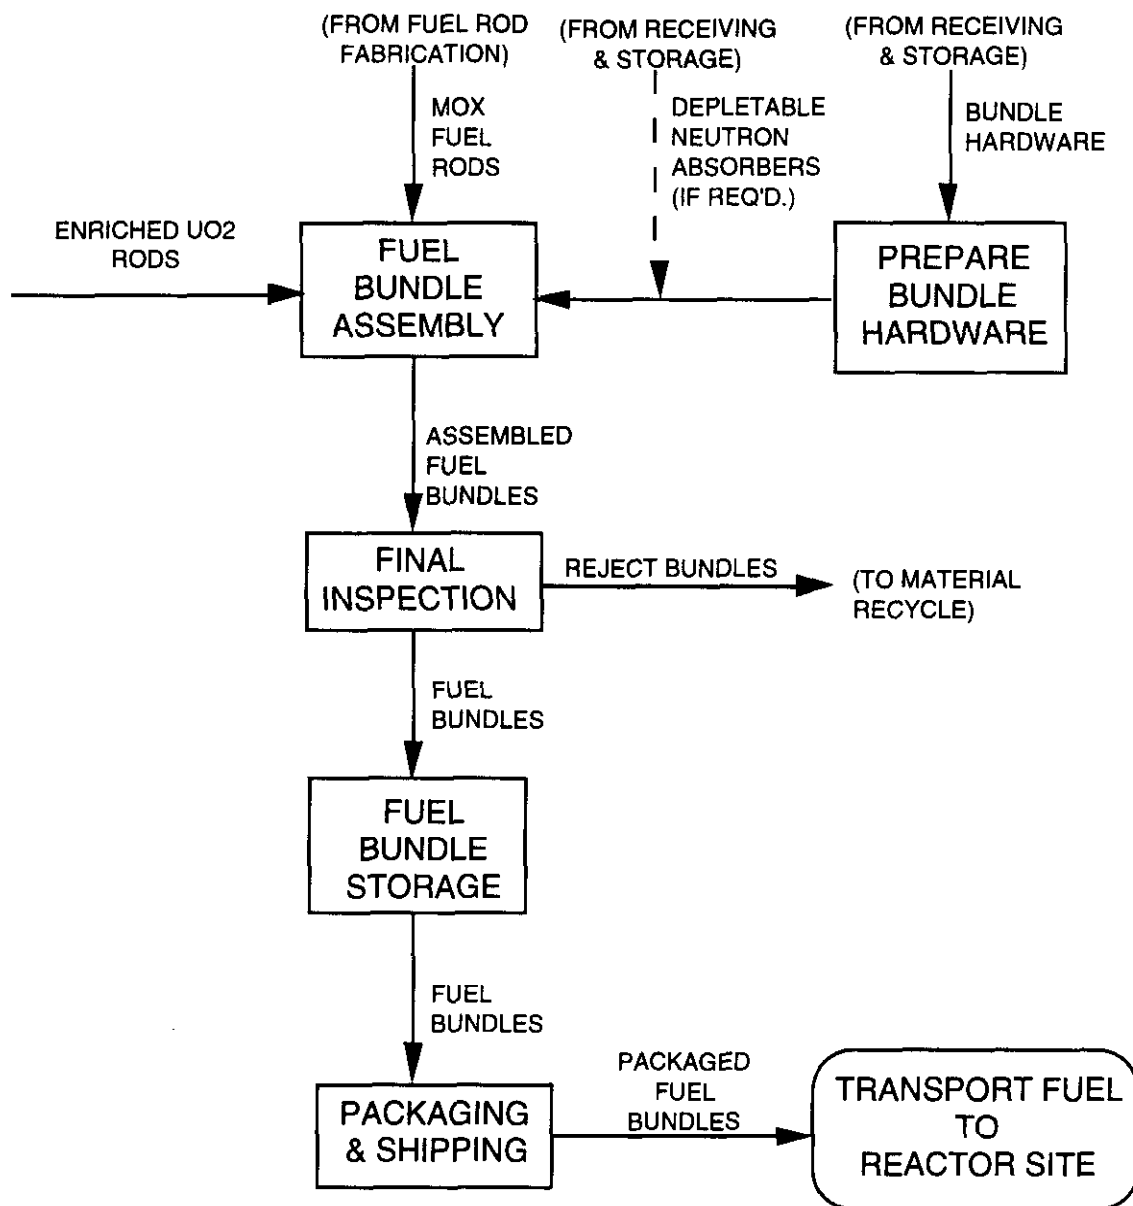 (FROM FUEL ROD
FABRICATION)
(FROM RECEIVING
& STORAGE)
(FROM RECEIVING
& STORAGE)
MOX
FUEL
RODS
DEPLETABLE
NEUTRON
ABSORBERS
(IF REQ'D.)
BUNDLE
HARDWARE
ENRICHED UO2
RODS
FUEL
BUNDLE
ASSEMBLY
PREPARE
BUNDLE
HARDWARE
ASSEMBLED
FUEL
BUNDLES
FINAL
INSPECTION
REJECT BUNDLES
(TO MATERIAL
RECYCLE)
FUEL
BUNDLES
FUEL
BUNDLE
STORAGE
FUEL
BUNDLES
PACKAGING
& SHIPPING
PACKAGED
FUEL
BUNDLES
TRANSPORT FUEL
TO
REACTOR SITE